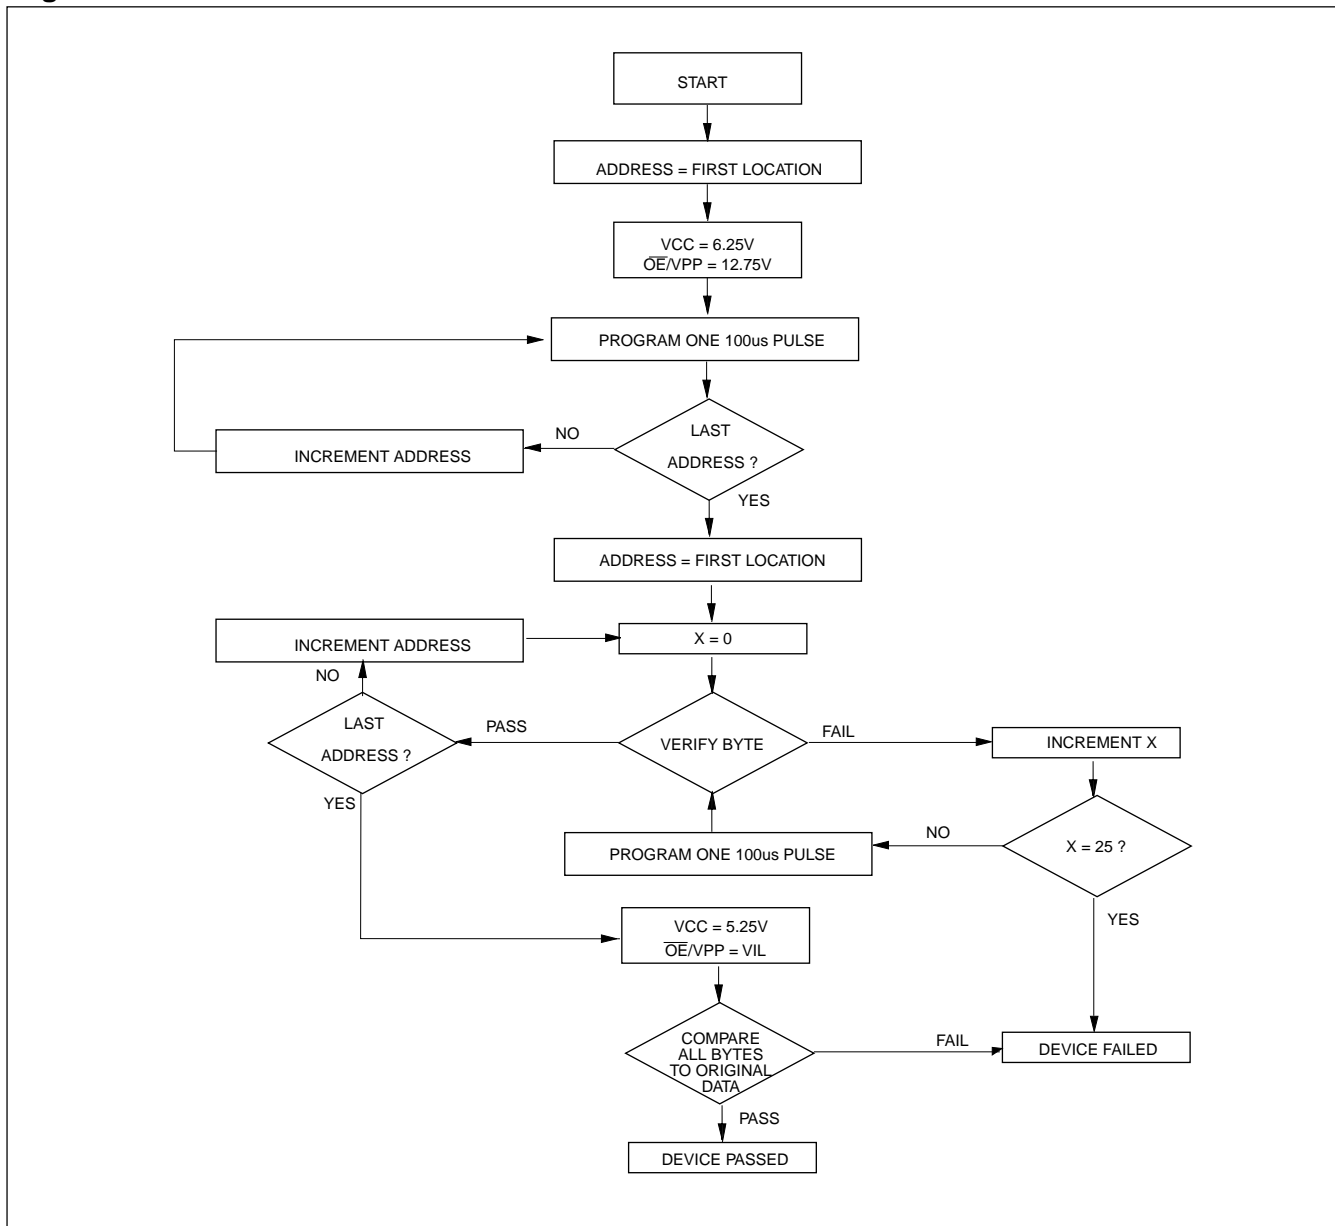 START
ADDRESS = FIRST LOCATION
VCC = 6.25V
O̅E̅/VPP = 12.75V
PROGRAM ONE 100us PULSE
LAST
ADDRESS ?
NO
INCREMENT ADDRESS
YES
ADDRESS = FIRST LOCATION
INCREMENT ADDRESS
X = 0
NO
LAST
ADDRESS ?
PASS
VERIFY BYTE
FAIL
INCREMENT X
YES
PROGRAM ONE 100us PULSE
NO
X = 25 ?
YES
VCC = 5.25V
O̅E̅/VPP = VIL
COMPARE
ALL BYTES
TO ORIGINAL
DATA
FAIL
DEVICE FAILED
PASS
DEVICE PASSED